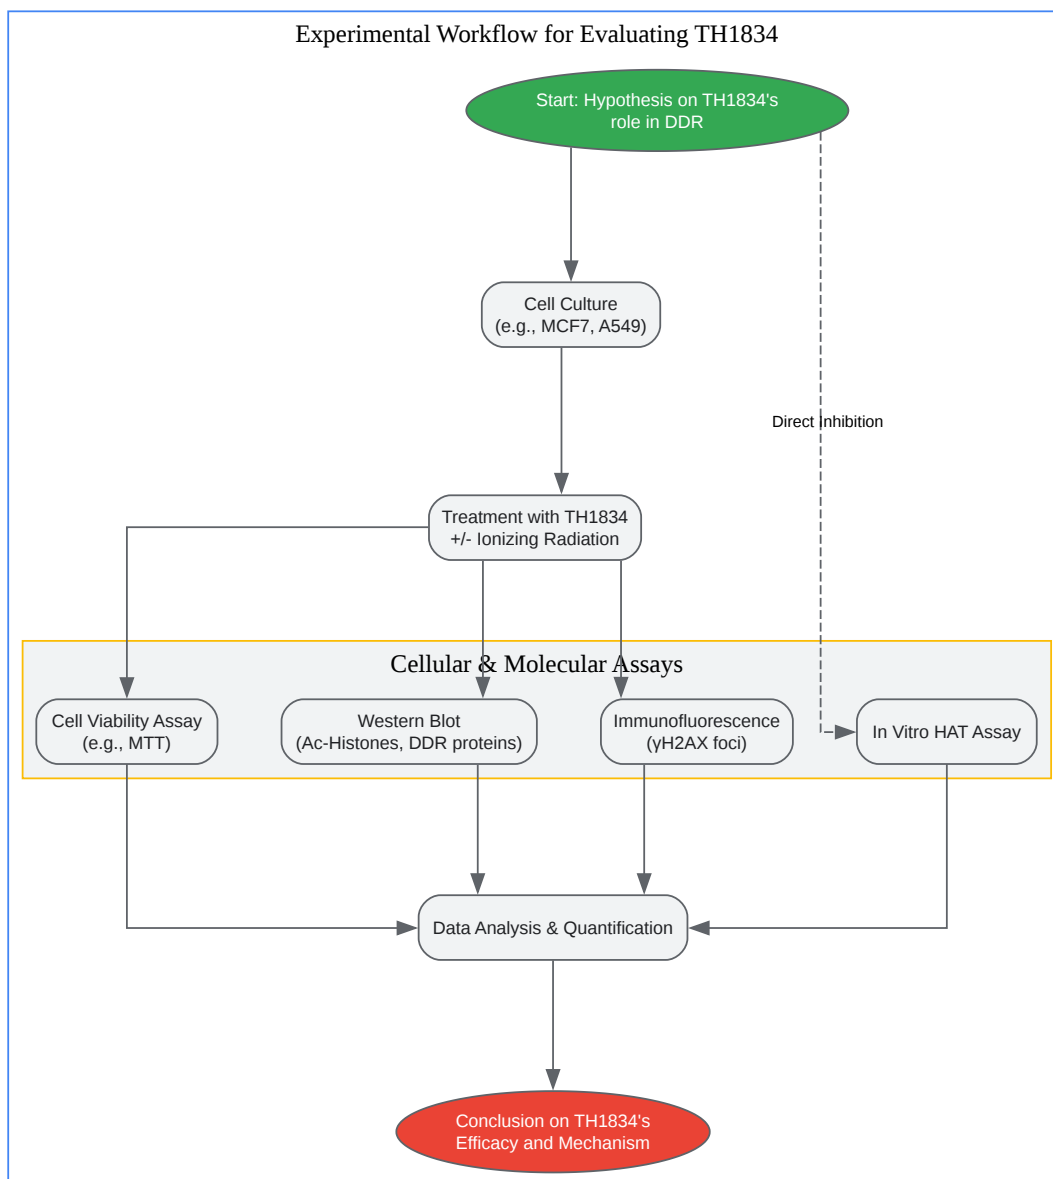 Experimental Workflow for Evaluating TH1834
Start: Hypothesis on TH1834's
role in DDR
Cell Culture
(e.g., MCF7, A549)
Direct Inhibition
Treatment with TH1834
+/- Ionizing Radiation
Cellular & Molecular Assays
Cell Viability Assay
(e.g., MTT)
Western Blot
(Ac-Histones, DDR proteins)
Immunofluorescence
(γH2AX foci)
In Vitro HAT Assay
Data Analysis & Quantification
Conclusion on TH1834's
Efficacy and Mechanism